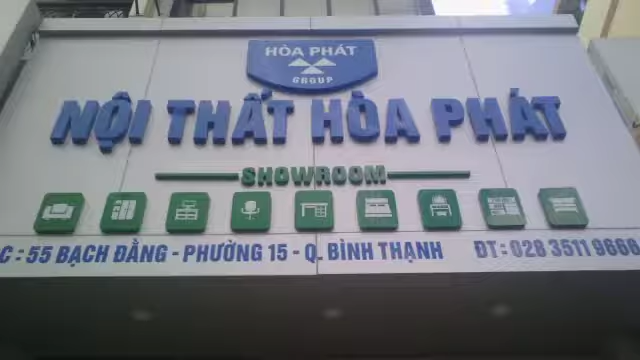 HÒA PHÁT
GROUP
NỘI THẤT HÒA PHÁT
SHOWROOM
C : 55 BẠCH ĐẰNG - PHƯỜNG 15 - Q. BÌNH THẠNH ĐT : 028 3511 9666